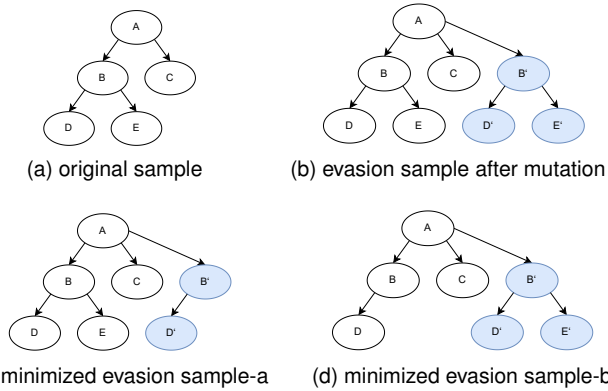 A
B
C
D
E
(a) original sample
A
B
C
B'
D
E
D'
E'
(b) evasion sample after mutation
A
B
C
B'
D
E
D'
minimized evasion sample-a
A
B
C
B'
D
D'
E'
(d) minimized evasion sample-b